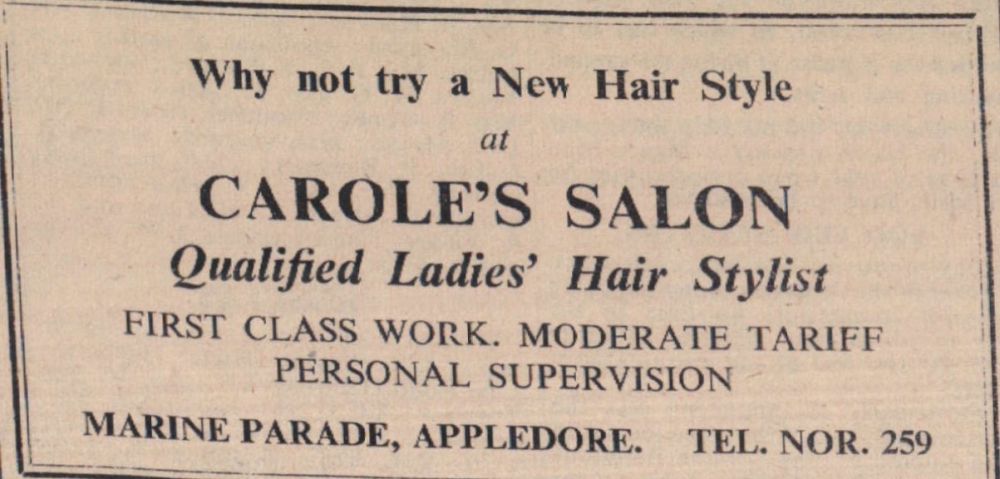 Why not try a New Hair Style
at
CAROLE'S SALON
Qualified Ladies' Hair Stylist
FIRST CLASS WORK. MODERATE TARIFF
PERSONAL SUPERVISION
MARINE PARADE, APPLEDORE. TEL. NOR. 259